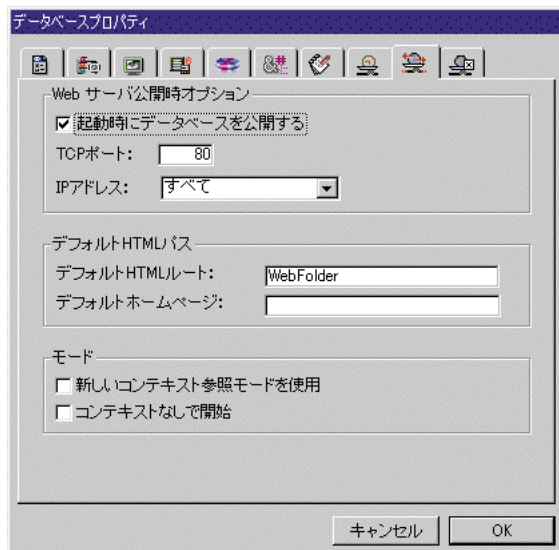 データベースプロパティ
Web サーバ公開時オプション
起動時にデータベースを公開する
TCPポート: 80
IPアドレス: すべて
デフォルトHTMLパス
デフォルトHTMLルート: WebFolder
デフォルトホームページ:
モード
新しいコンテキスト参照モードを使用
コンテキストなしで開始
キャンセル OK